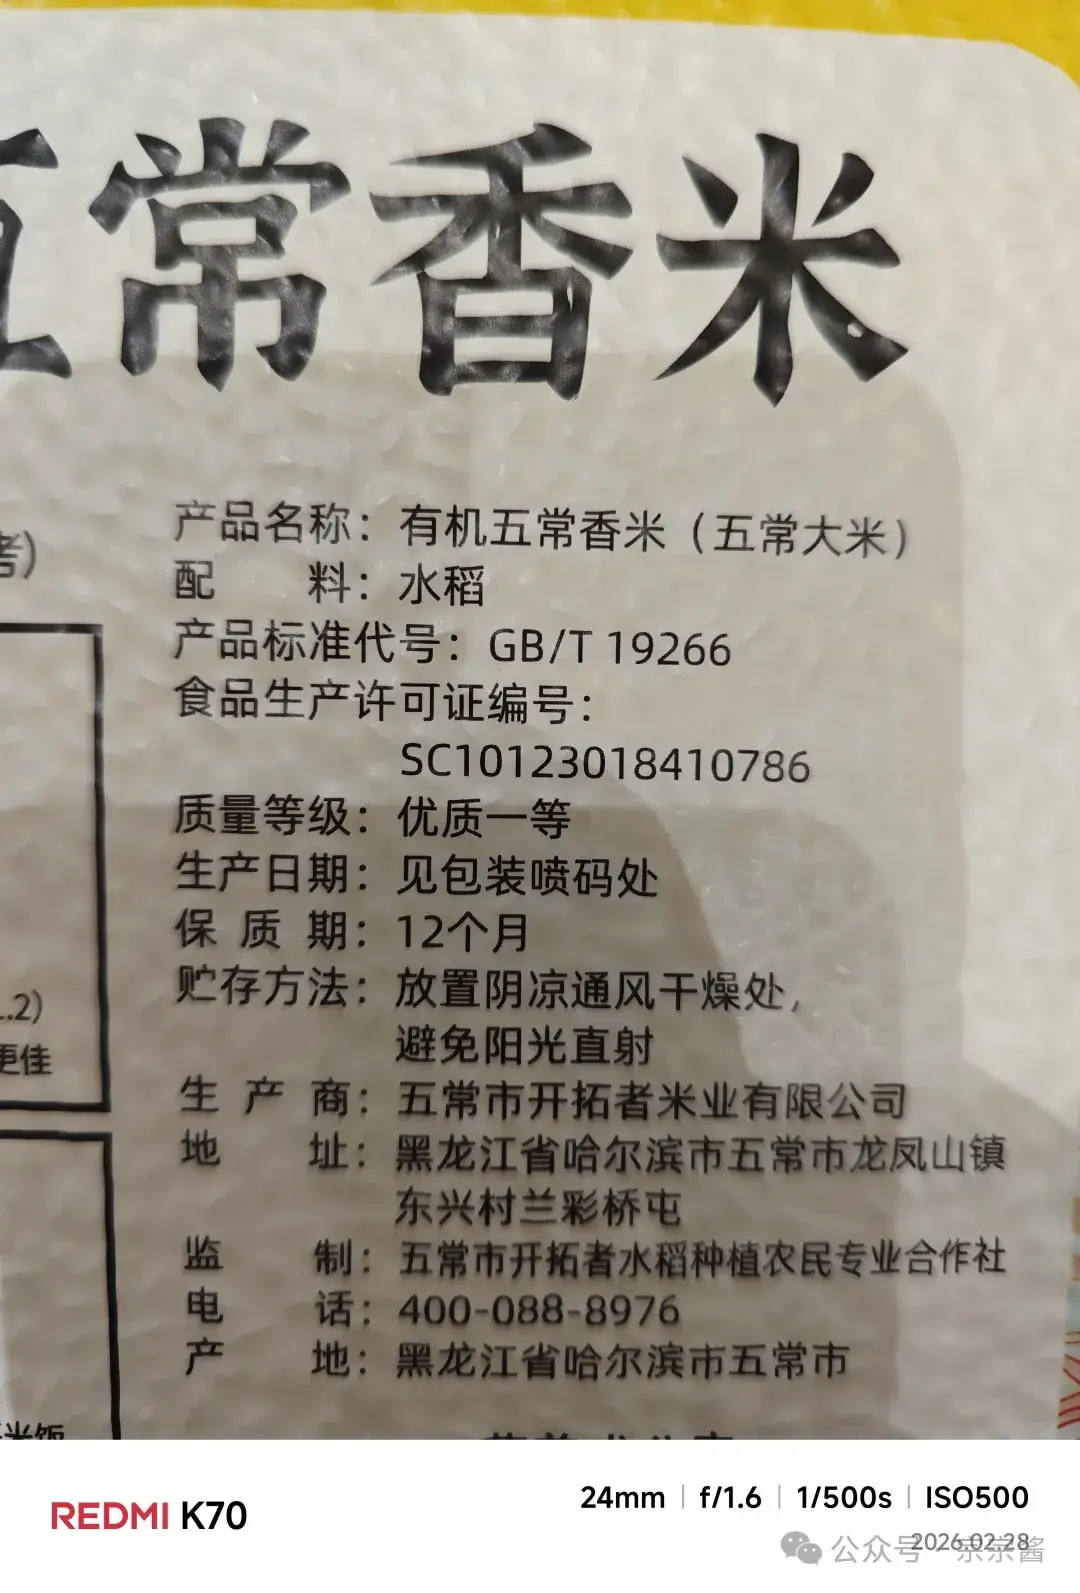 五常香米
考)
产品名称：有机五常香米（五常大米）
配料：水稻
产品标准代号：GB/T 19266
食品生产许可证编号：
SC10123018410786
质量等级：优质一等
生产日期：见包装喷码处
保质期：12个月
贮存方法：放置阴凉通风干燥处，
避免阳光直射
.2)
更佳
生产商：五常市开拓者米业有限公司
地址：黑龙江省哈尔滨市五常市龙凤山镇
东兴村兰彩桥屯
监制：五常市开拓者水稻种植农民专业合作社
电话：400-088-8976
产地：黑龙江省哈尔滨市五常市
米饭
REDMI K70
24mm | f/1.6 | 1/500s | ISO500
2026.02.28
公众号